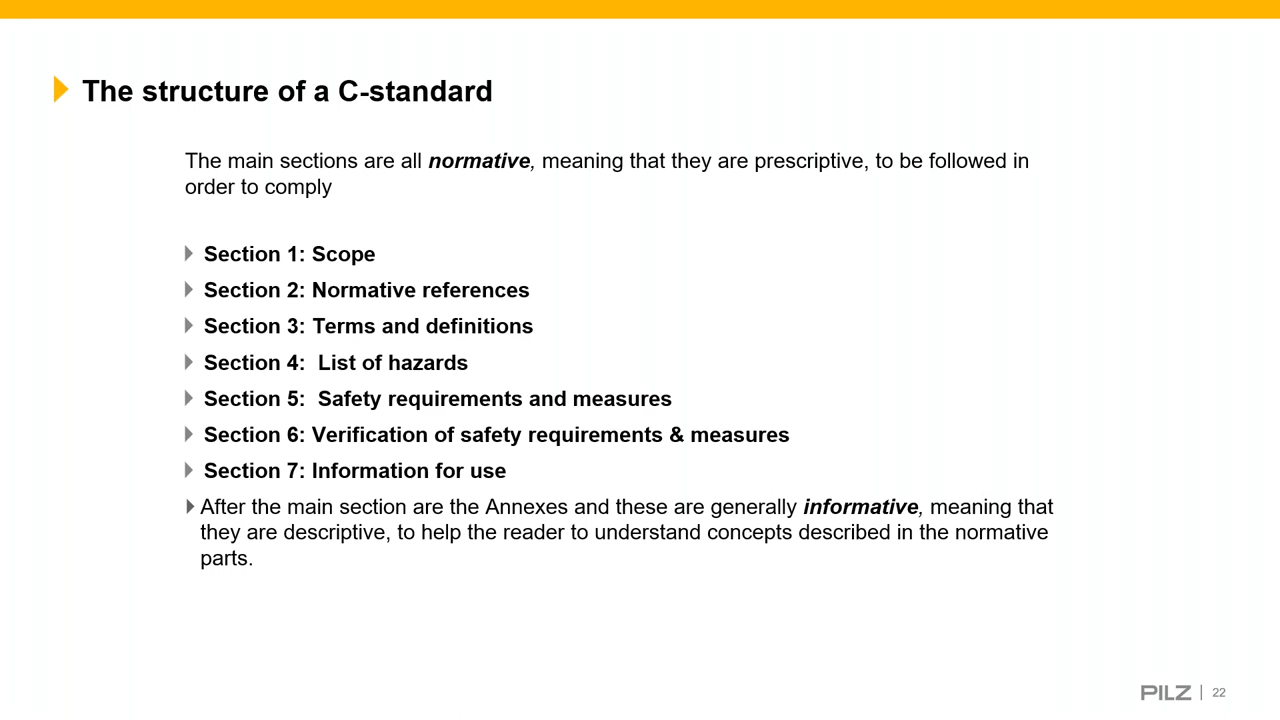 The structure of a C-standard
The main sections are all normative, meaning that they are prescriptive, to be followed in
order to comply
Section 1: Scope
Section 2: Normative references
Section 3: Terms and definitions
Section 4:  List of hazards
Section 5:  Safety requirements and measures
Section 6: Verification of safety requirements & measures
Section 7: Information for use
After the main section are the Annexes and these are generally informative, meaning that
they are descriptive, to help the reader to understand concepts described in the normative
parts.
PILZ | 22